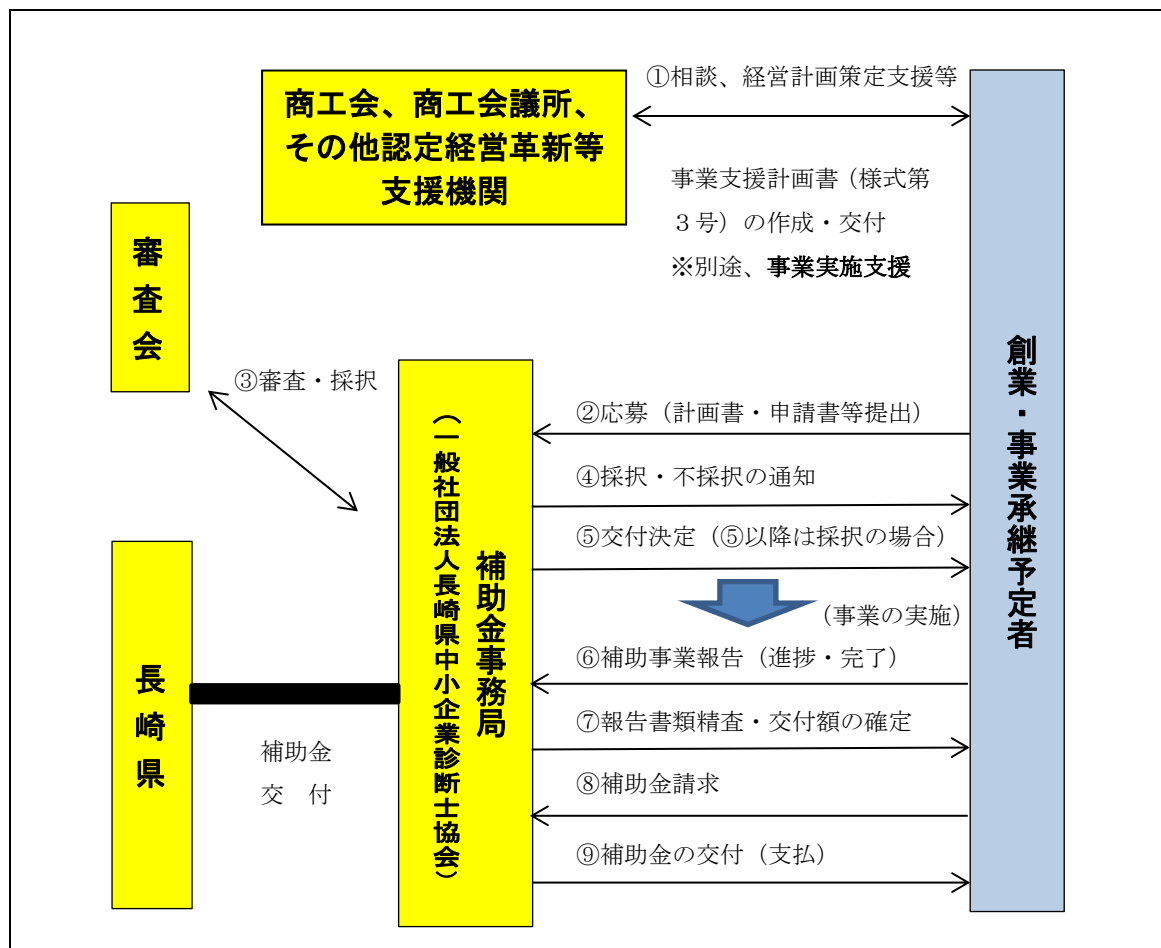 ①相談、経営計画策定支援等
商工会、商工会議所、
その他認定経営革新等
支援機関
事業支援計画書（様式第
３号）の作成・交付
※別途、事業実施支援
審査会
③審査・採択
創業・事業承継予定者
補助金事務局
（一般社団法人長崎県中小企業診断士協会）
②応募（計画書・申請書等提出）
④採択・不採択の通知
⑤交付決定（⑤以降は採択の場合）
（事業の実施）
⑥補助事業報告（進捗・完了）
⑦報告書類精査・交付額の確定
⑧補助金請求
⑨補助金の交付（支払）
長崎県
補助金
交　付